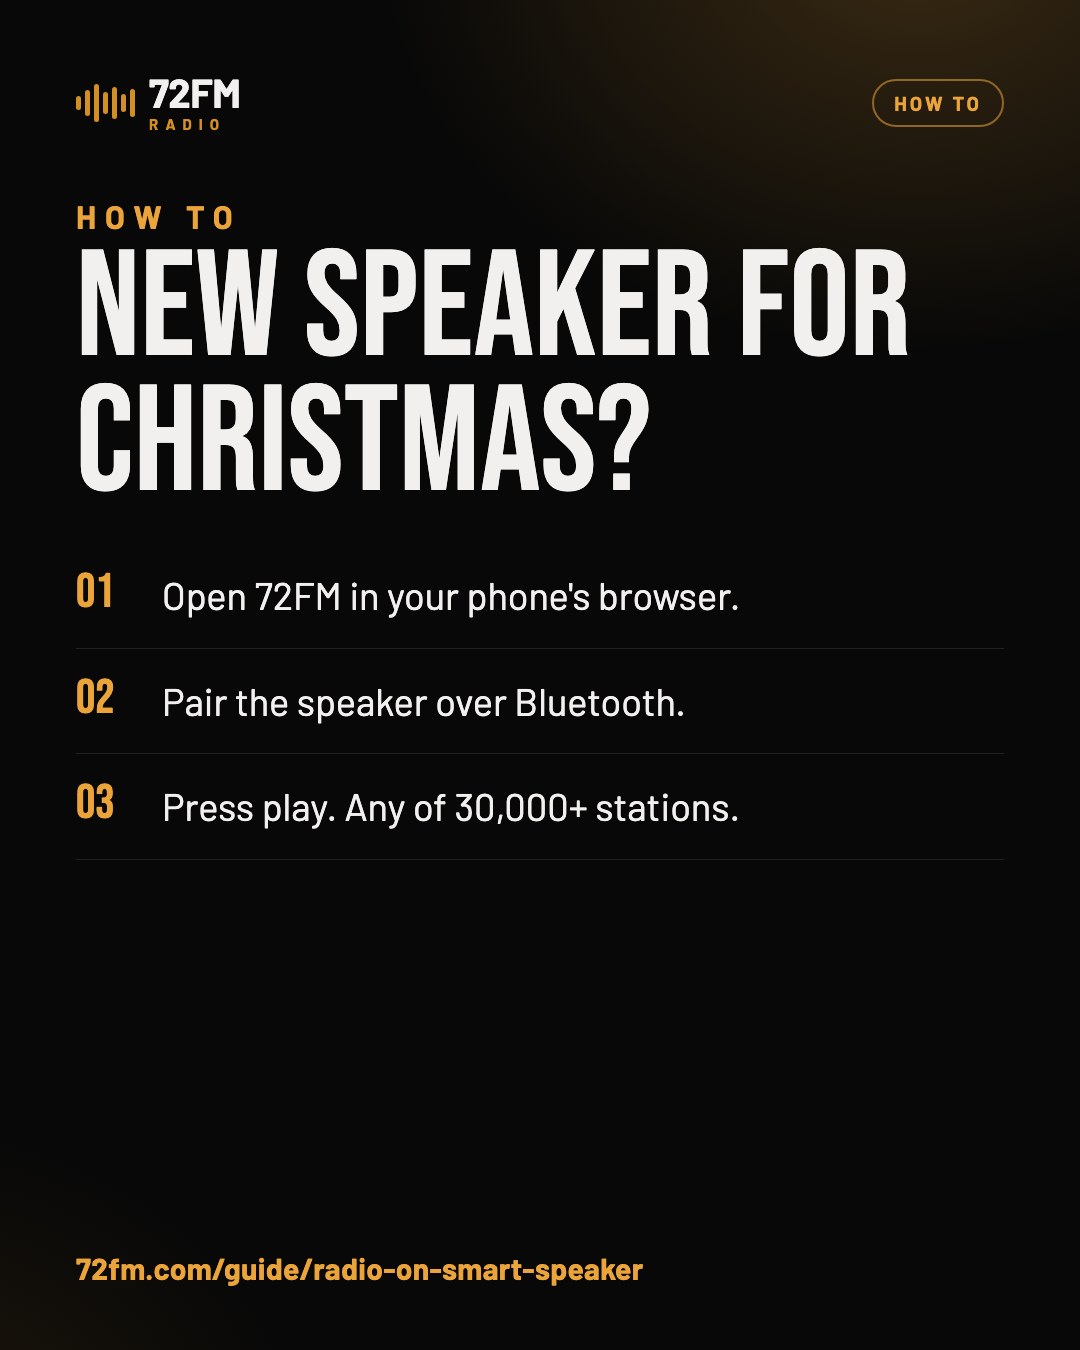 72FM
RADIO
HOW TO
HOW TO
NEW SPEAKER FOR
CHRISTMAS?
01 Open 72FM in your phone's browser.
02 Pair the speaker over Bluetooth.
03 Press play. Any of 30,000+ stations.
72fm.com/guide/radio-on-smart-speaker